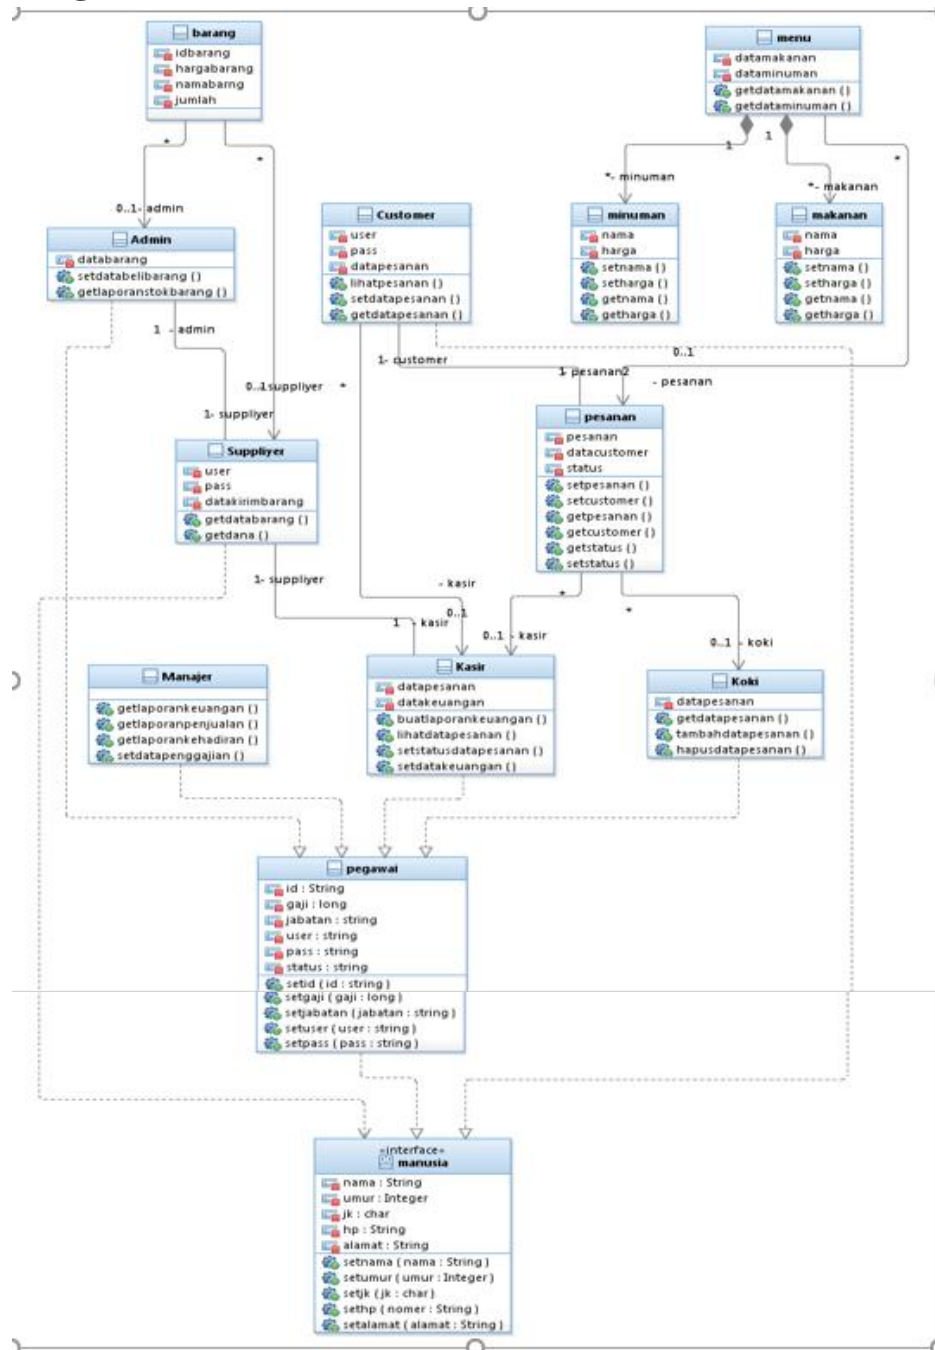 barang
idbarang
hargabarang
namabarng
jumlah
menu
datamakanan
dataminuman
getdatamakanan ()
getdataminuman ()
*
*
1
1
*
*- minuman
*- makanan
0..1- admin
Admin
databarang
setdatabelibarang ()
getlaporanstokbarang ()
Customer
user
pass
datapesanan
lihatpesanan ()
setdatapesanan ()
getdatapesanan ()
minuman
nama
harga
setnama ()
setharga ()
getnama ()
getharga ()
makanan
nama
harga
setnama ()
setharga ()
getnama ()
getharga ()
1 - admin
1- customer
0..1
1- pesanan2
- pesanan
0..1suppliyer
*
1- suppliyer
Suppliyer
user
pass
datakirimbarang
getdatabarang ()
getdana ()
pesanan
pesanan
datacustomer
status
setpesanan ()
setcustomer ()
getpesanan ()
getcustomer ()
getstatus ()
setstatus ()
1- suppliyer
- kasir
0..1
1 - kasir
*
*
0..1 - kasir
0..1 - koki
Manajer
getlaporankeuangan ()
getlaporanpenjualan ()
getlaporankehadiran ()
setdatapenggajian ()
Kasir
datapesanan
datakeuangan
buatlaporankeuangan ()
lihatdatapesanan ()
setstatusdatapesanan ()
setdatakeuangan ()
Koki
datapesanan
getdatapesanan ()
tambahdatapesanan ()
hapusdatapesanan ()
pegawai
id : String
gaji : long
jabatan : string
user : string
pass : string
status : string
setid ( id : string )
setgaji ( gaji : long )
setjabatan ( jabatan : string )
setuser ( user : string )
setpass ( pass : string )
«interface»
manusia
nama : String
umur : Integer
jk : char
hp : String
alamat : String
setnama ( nama : String )
setumur ( umur : Integer )
setjk ( jk : char )
sethp ( nomer : String )
setalamat ( alamat : String )